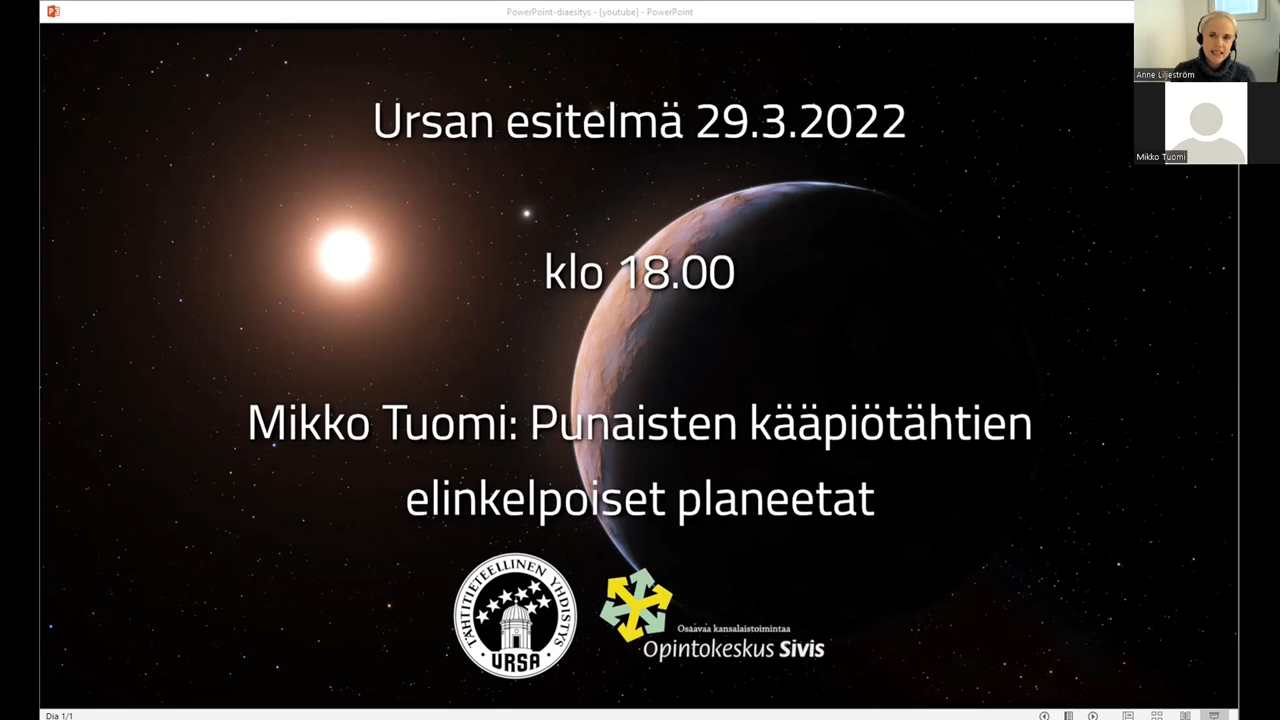 PowerPoint-diaesitys - [youtube] - PowerPoint
Anne Liljeström
Mikko Tuomi
Ursan esitelmä 29.3.2022
klo 18.00
Mikko Tuomi: Punaisten kääpiötähtien
elinkelpoiset planeetat
TÄHTITIETEELLINEN YHDISTYS
URSA
Osaavaa kansalaistoimintaa
Opintokeskus Sivis
Dia 1/1